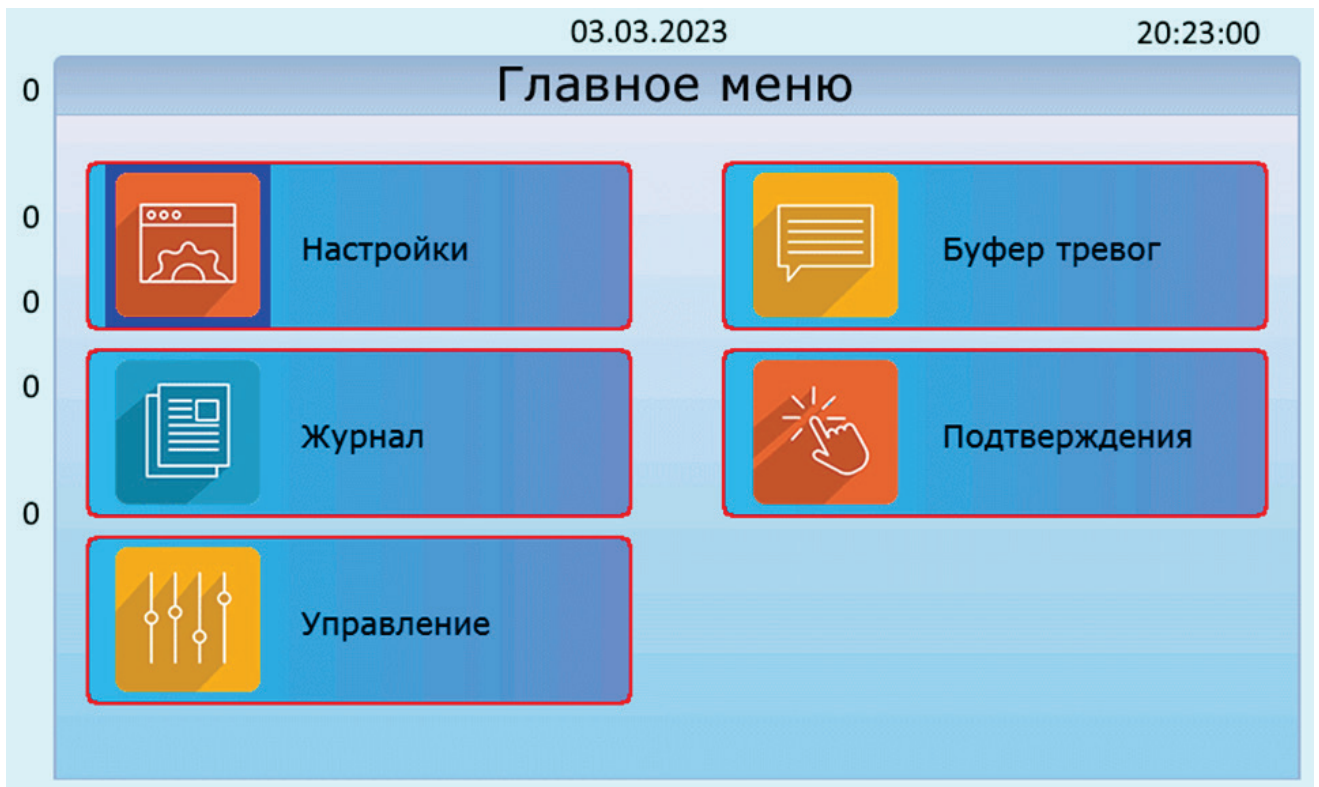 03.03.2023 20:23:00
0 Главное меню
0 Настройки Буфер тревог
0
0 Журнал Подтверждения
0
Управление